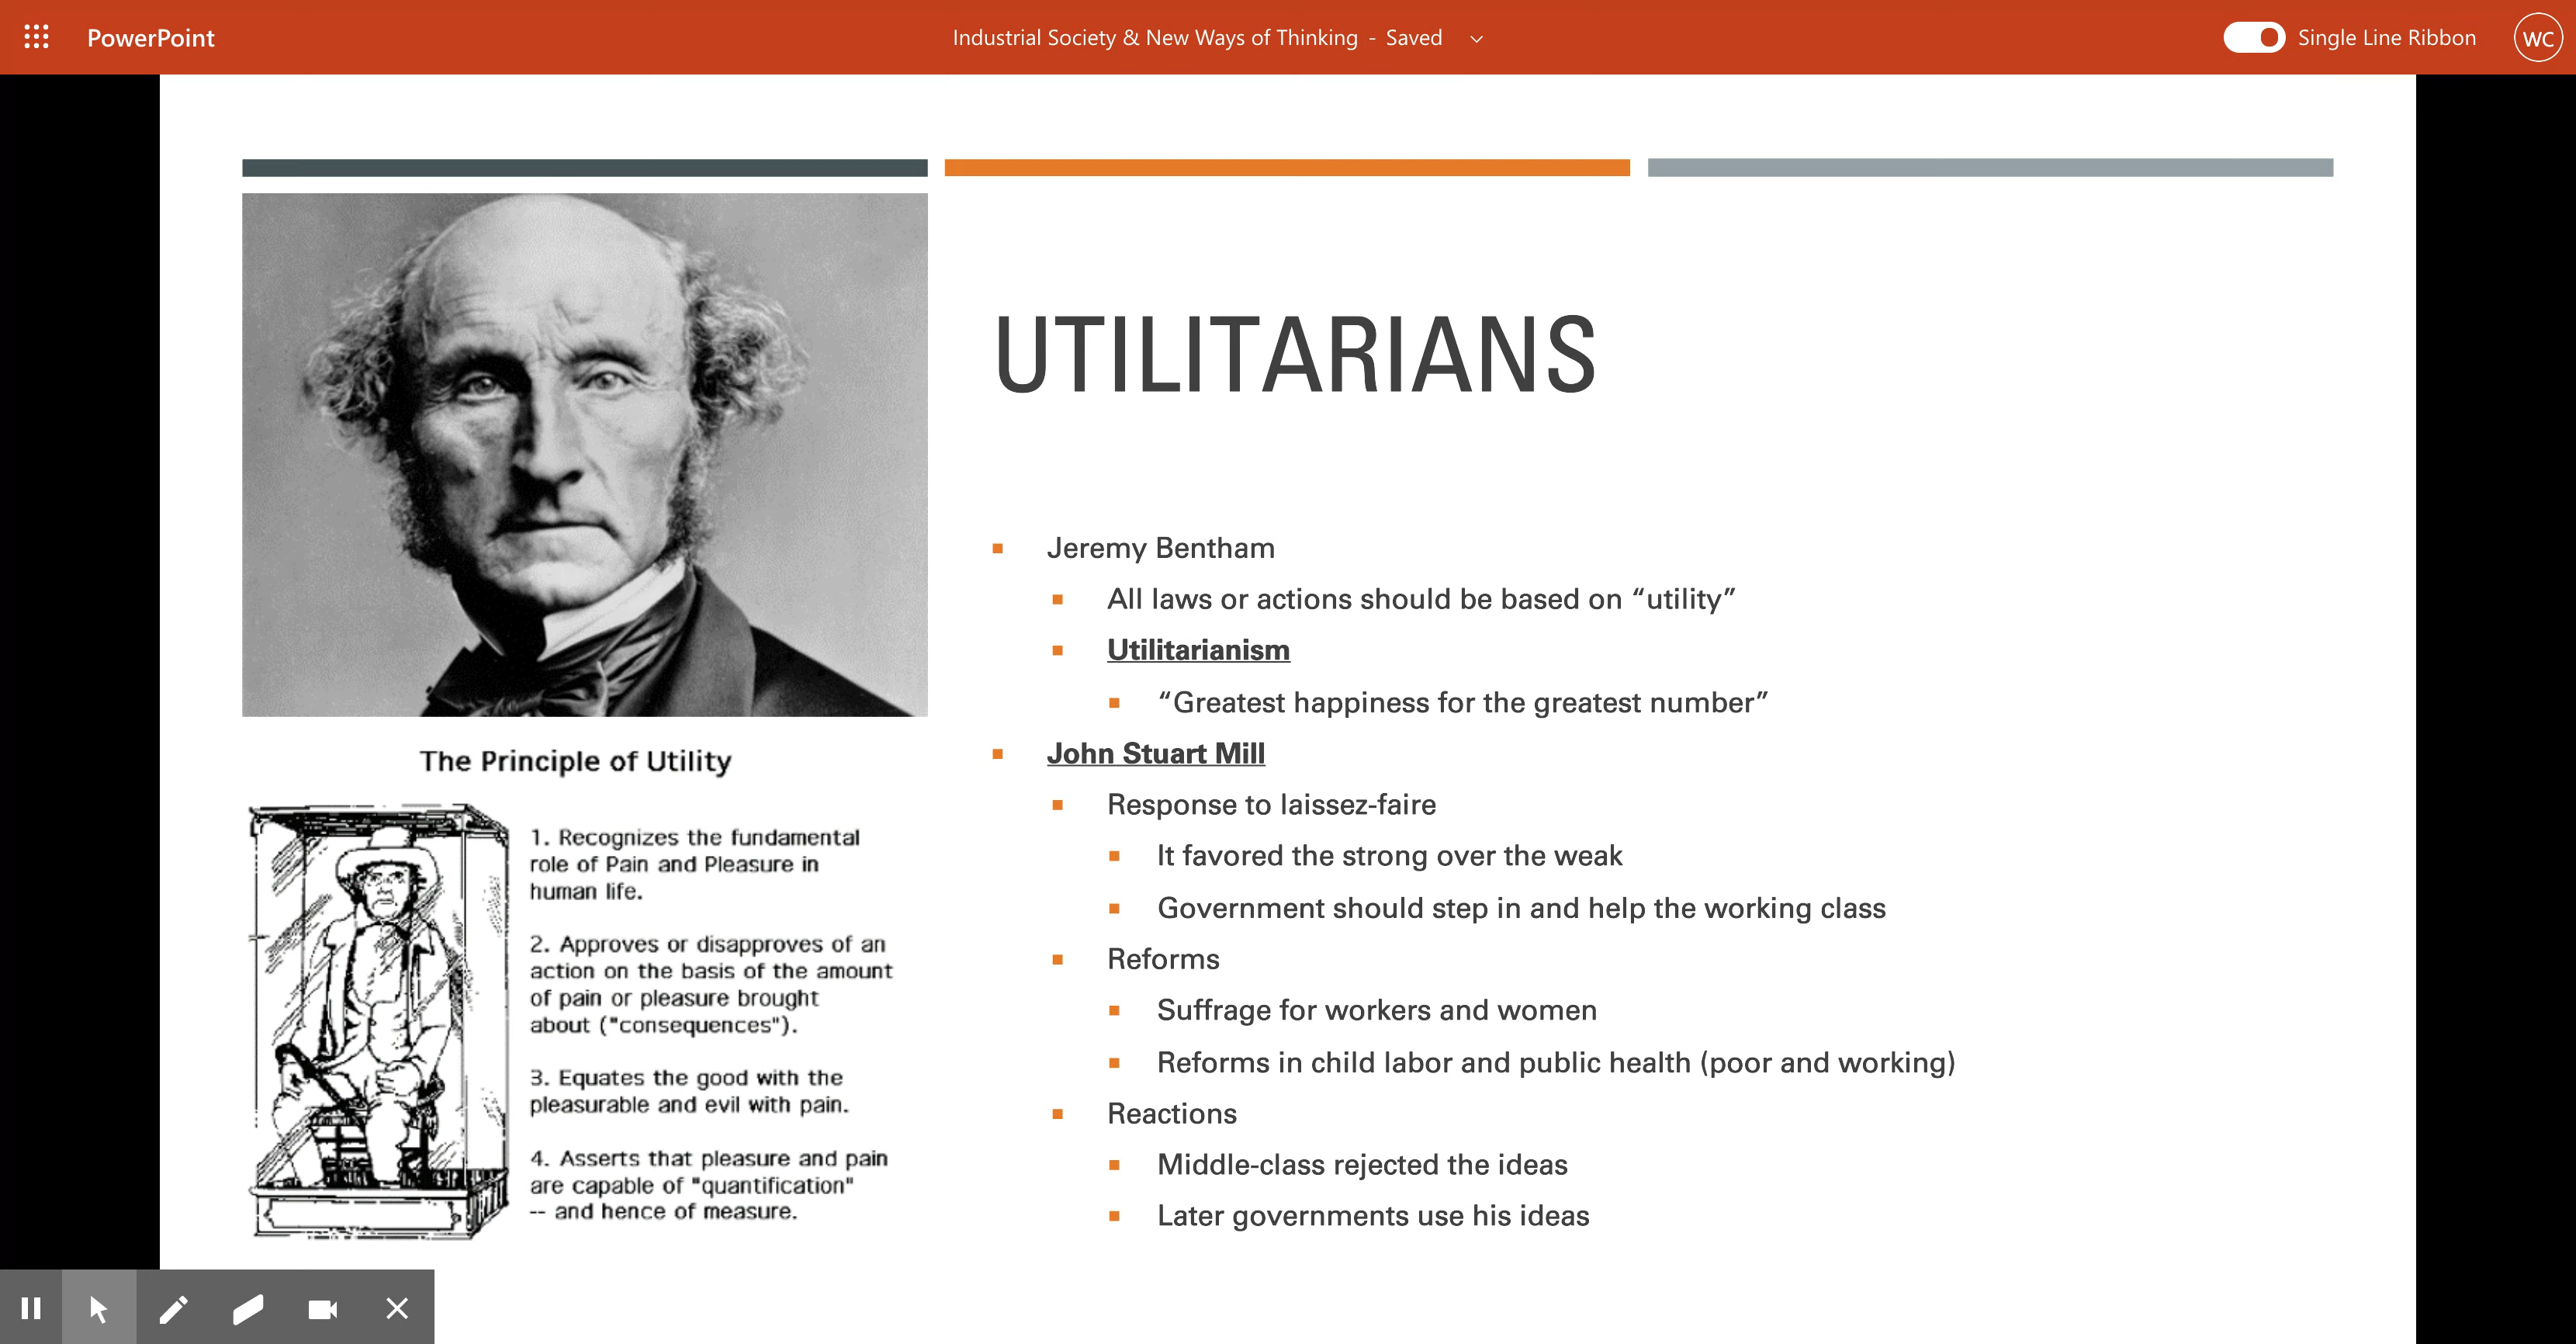 PowerPoint
Industrial Society & New Ways of Thinking - Saved
Single Line Ribbon
WC
UTILITARIANS
The Principle of Utility
1. Recognizes the fundamental
role of Pain and Pleasure in
human life.
2. Approves or disapproves of an
action on the basis of the amount
of pain or pleasure brought
about ("consequences").
3. Equates the good with the
pleasurable and evil with pain.
4. Asserts that pleasure and pain
are capable of "quantification"
-- and hence of measure.
Jeremy Bentham
All laws or actions should be based on “utility”
Utilitarianism
“Greatest happiness for the greatest number”
John Stuart Mill
Response to laissez-faire
It favored the strong over the weak
Government should step in and help the working class
Reforms
Suffrage for workers and women
Reforms in child labor and public health (poor and working)
Reactions
Middle-class rejected the ideas
Later governments use his ideas